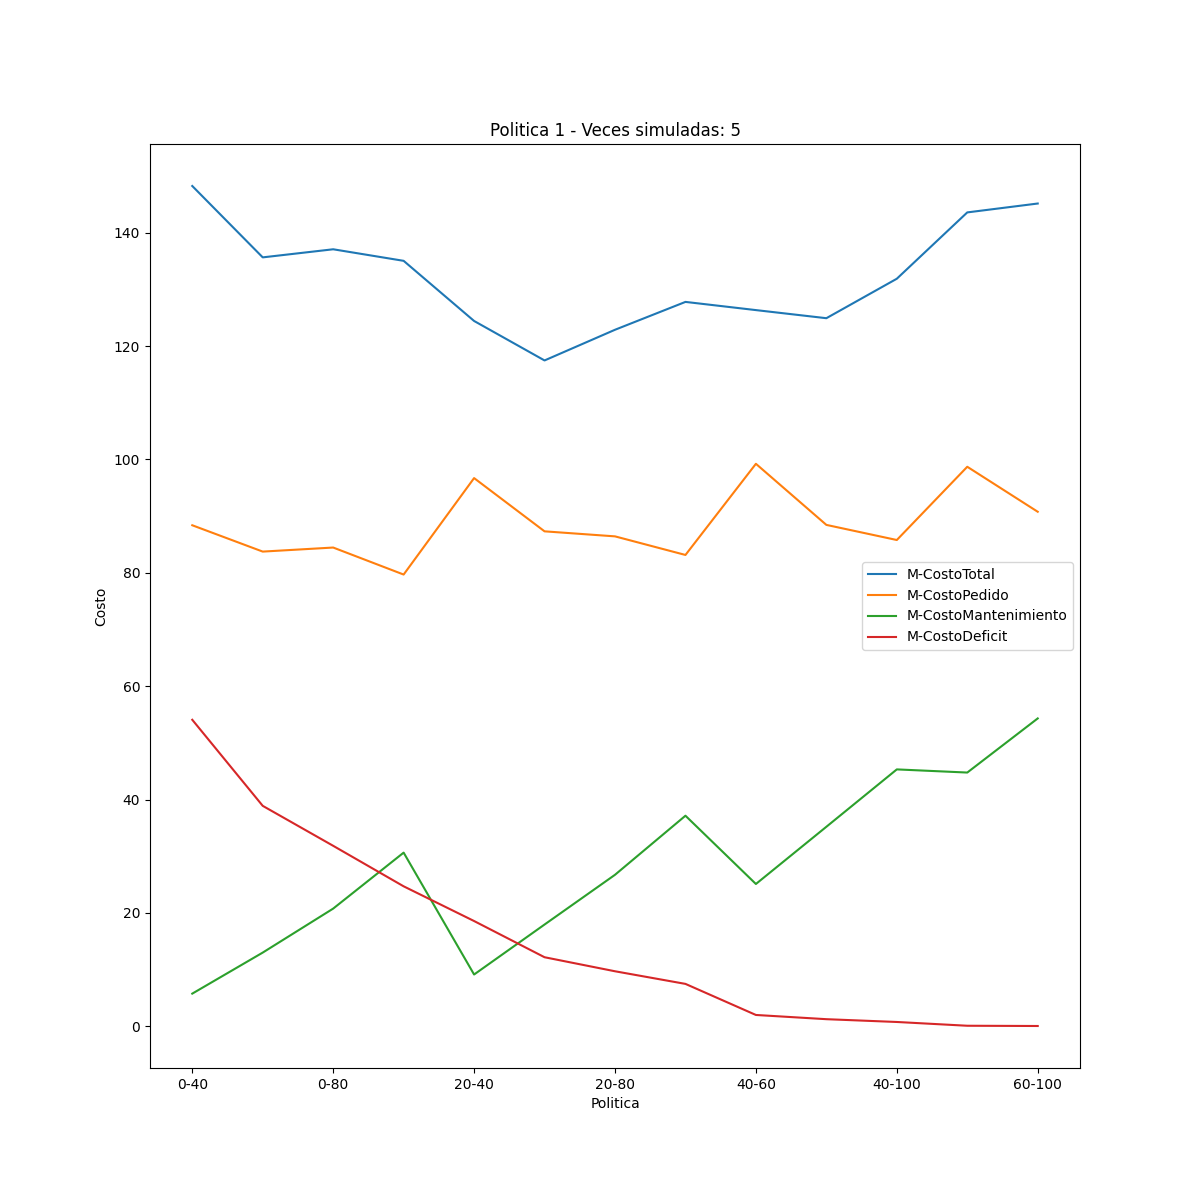 Politica 1 - Veces simuladas: 5
140
120
100
80
60
40
20
0
Costo
M-CostoTotal
M-CostoPedido
M-CostoMantenimiento
M-CostoDeficit
0-40 0-80 20-40 20-80 40-60 40-100 60-100
Politica